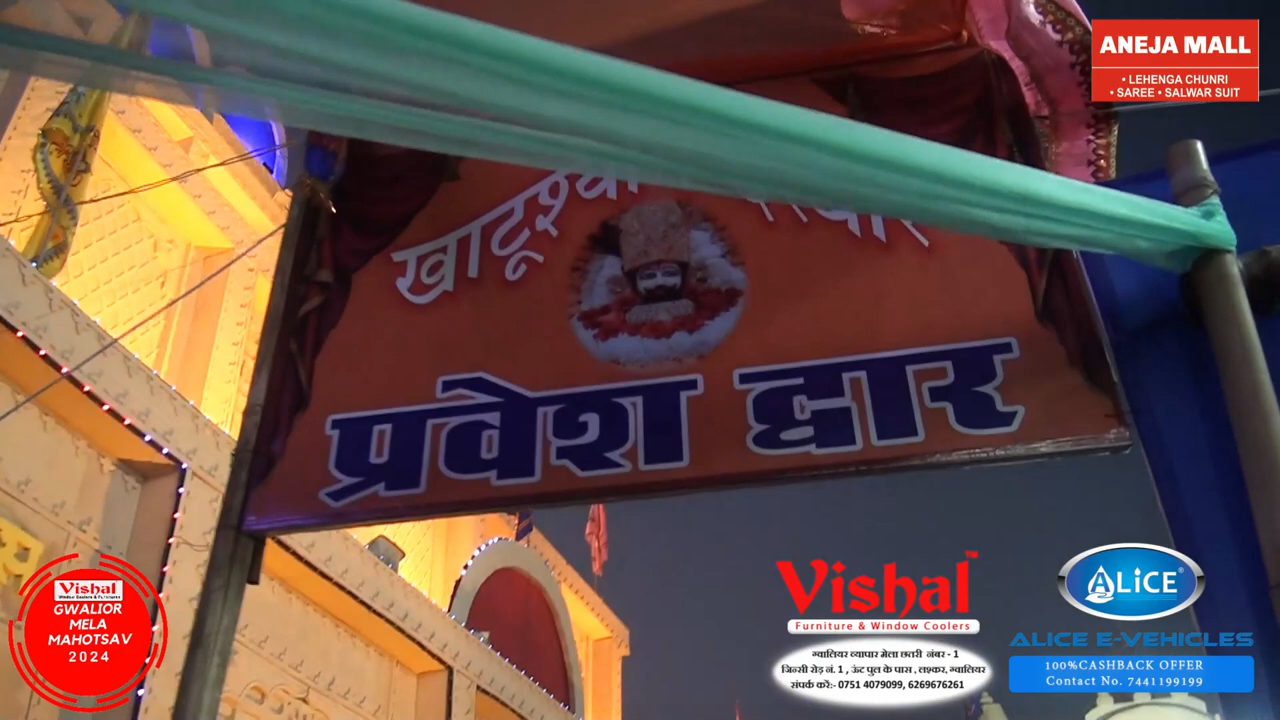 ANEJA MALL
• LEHENGA CHUNRI
• SAREE • SALWAR SUIT
प्रवेश द्वार
Vishal
GWALIOR
MELA
MAHOTSAV
2024
Vishal
Furniture & Window Coolers
ग्वालियर व्यापार मेला छतरी नंबर - 1
जिन्सी रोड़ नं. 1 , ऊंट पुल के पास , लश्कर, ग्वालियर
संपर्क करें:- 0751 4079099, 6269676261
ALICE
ALICE E-VEHICLES
100%CASHBACK OFFER
Contact No. 7441199199